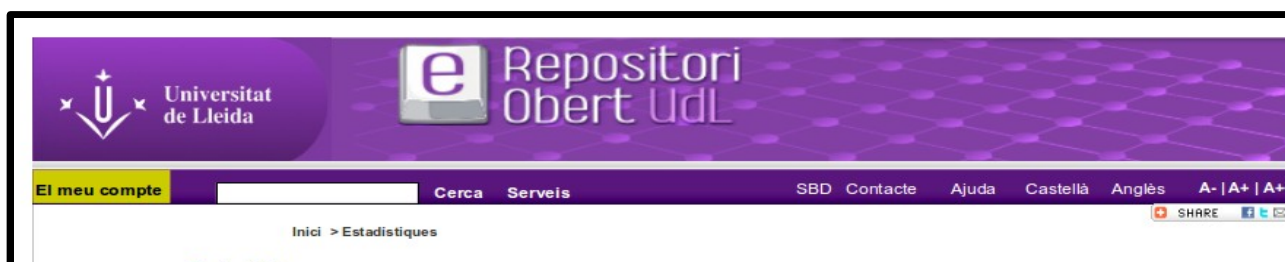 Universitat
de Lleida
e Repositori
Obert UdL
El meu compte Cerca Serveis SBD Contacte Ajuda Castellà Anglès A- | A+ | A+
SHARE
Inici > Estadístiques